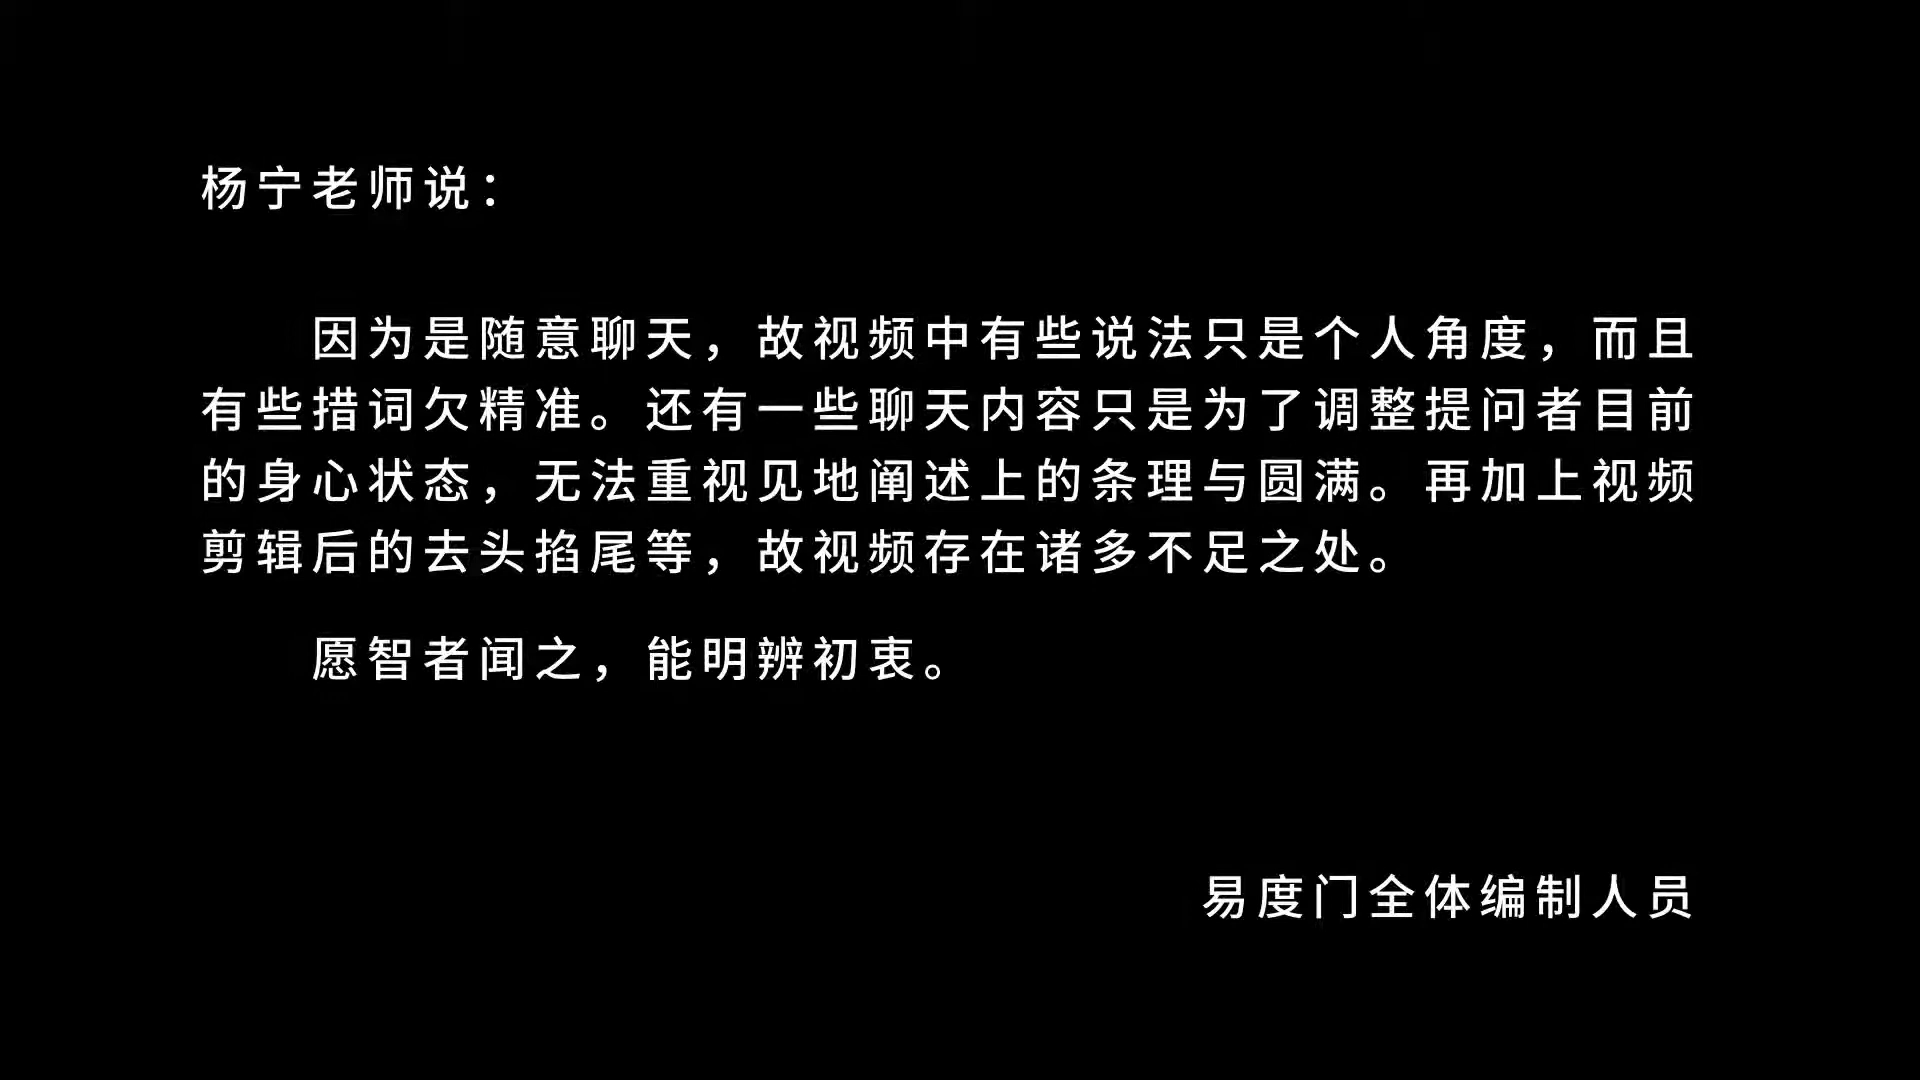 杨宁老师说：
因为是随意聊天，故视频中有些说法只是个人角度，而且
有些措词欠精准。还有一些聊天内容只是为了调整提问者目前
的身心状态，无法重视见地阐述上的条理与圆满。再加上视频
剪辑后的去头掐尾等，故视频存在诸多不足之处。
愿智者闻之，能明辨初衷。
易度门全体编制人员